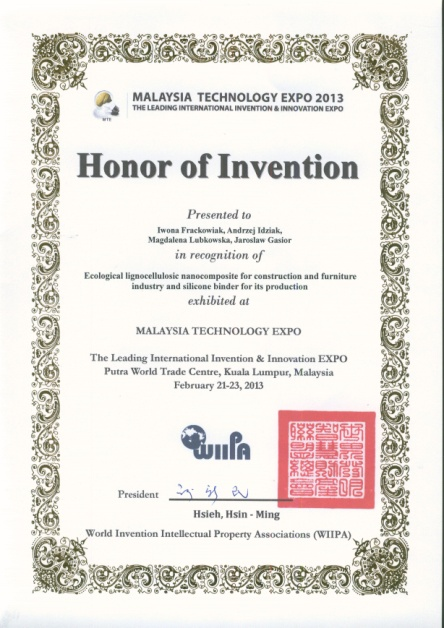 MALAYSIA TECHNOLOGY EXPO 2013
THE LEADING INTERNATIONAL INVENTION & INNOVATION EXPO
MTE
Honor of Invention
Presented to
Iwona Frackowiak, Andrzej Idziak,
Magdalena Lubkowska, Jaroslaw Gasior
in recognition of
Ecological lignocellulosic nanocomposite for construction and furniture
industry and silicone binder for its production
exhibited at
MALAYSIA TECHNOLOGY EXPO
The Leading International Invention & Innovation EXPO
Putra World Trade Centre, Kuala Lumpur, Malaysia
February 21-23, 2013
WIIPA
President
Hsieh, Hsin - Ming
World Invention Intellectual Property Associations (WIIPA)